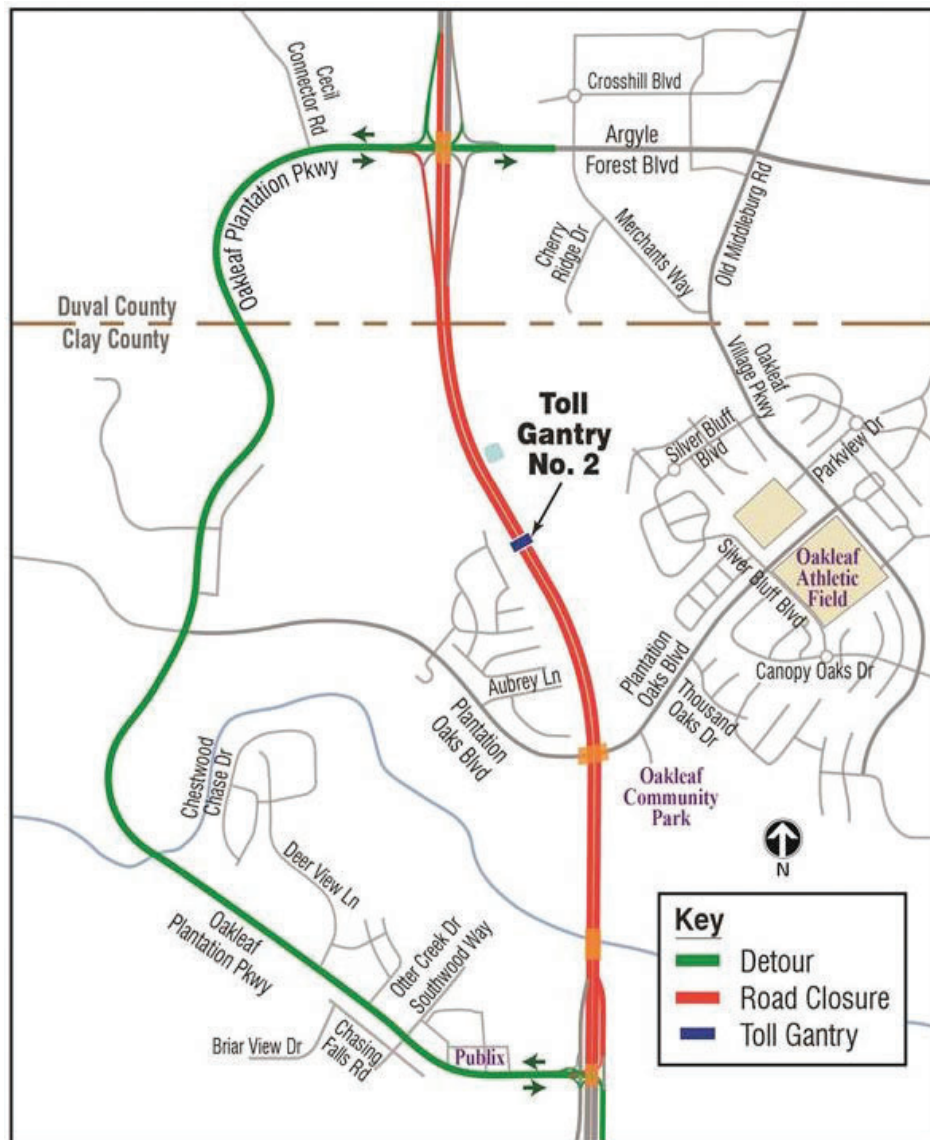 Cecil
Connector Rd
Crosshill Blvd
Argyle
Forest Blvd
Oakleaf Plantation Pkwy
Cherry
Ridge Dr
Merchants Way
Old Middleburg Rd
Duval County
Clay County
Oakleaf
Village Pkwy
Toll
Gantry
No. 2
Silver Bluff
Blvd
Parkview Dr
Silver Bluff Blvd
Oakleaf
Athletic
Field
Aubrey Ln
Plantation
Oaks Blvd
Plantation
Oaks Blvd
Thousand
Oaks Dr
Canopy Oaks Dr
Chestwood
Chase Dr
Oakleaf
Community
Park
N
Deer View Ln
Oakleaf
Plantation Pkwy
Otter Creek Dr
Southwood Way
Briar View Dr
Chasing
Falls Rd
Publix
Key
Detour
Road Closure
Toll Gantry